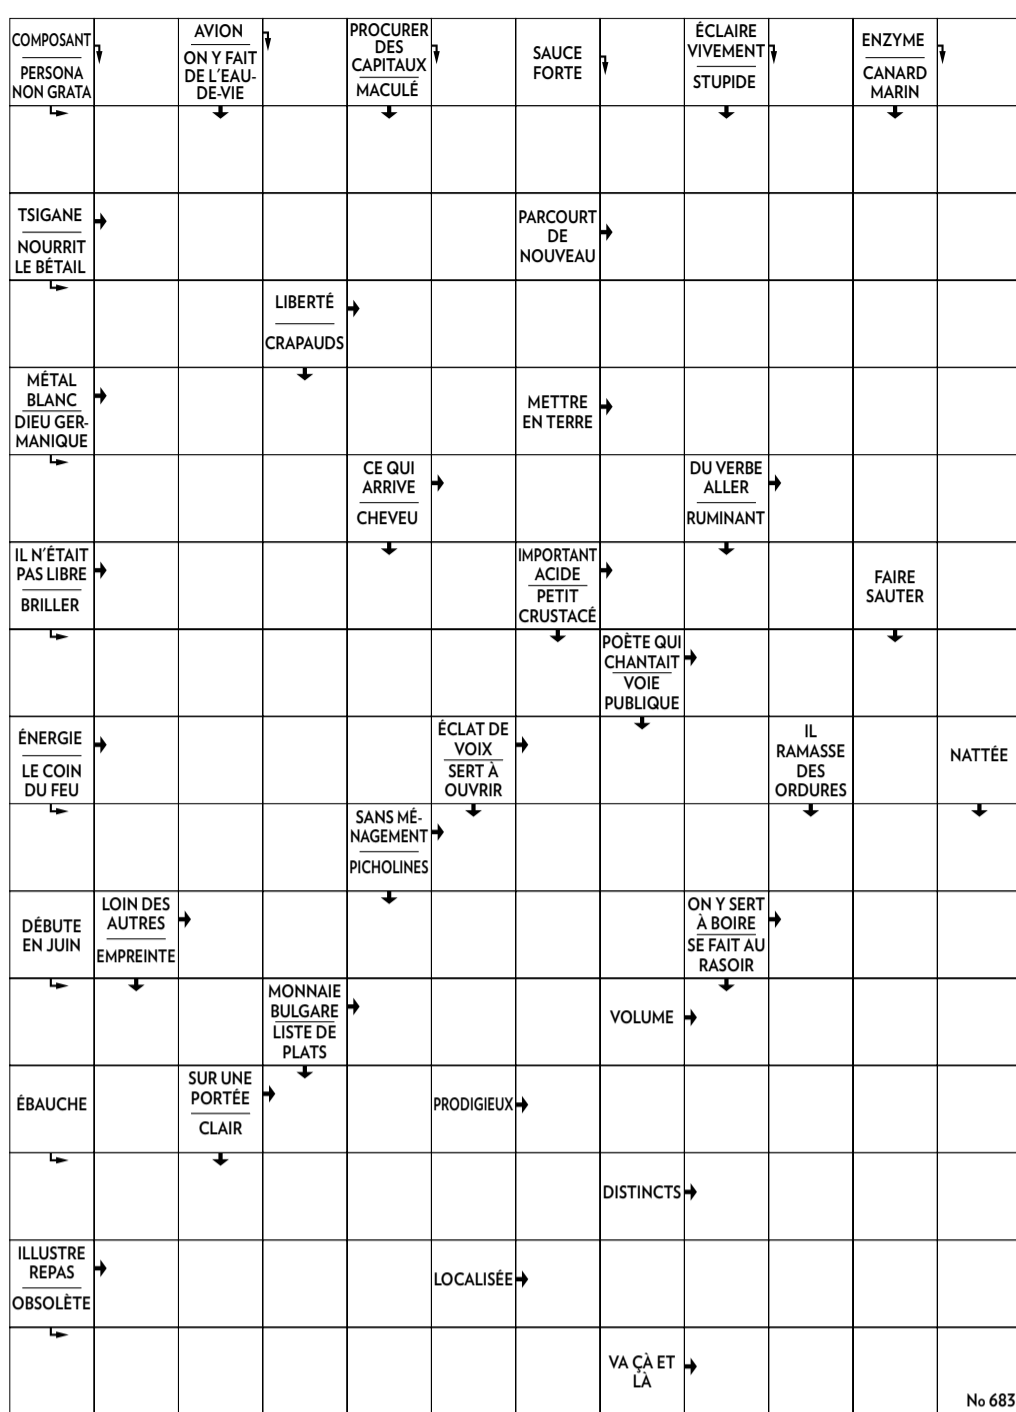 COMPOSANT
PERSONA
NON GRATA
AVION
ON Y FAIT
DE L'EAU-
DE-VIE
PROCURER
DES
CAPITAUX
MACULÉ
SAUCE
FORTE
ÉCLAIRE
VIVEMENT
STUPIDE
ENZYME
CANARD
MARIN
TSIGANE
NOURRIT
LE BÉTAIL
PARCOURT
DE
NOUVEAU
LIBERTÉ
CRAPAUDS
MÉTAL
BLANC
DIEU GER-
MANIQUE
METTRE
EN TERRE
CE QUI
ARRIVE
CHEVEU
DU VERBE
ALLER
RUMINANT
IL N'ÉTAIT
PAS LIBRE
BRILLER
IMPORTANT
ACIDE
PETIT
CRUSTACÉ
FAIRE
SAUTER
POÈTE QUI
CHANTAIT
VOIE
PUBLIQUE
ÉNERGIE
LE COIN
DU FEU
ÉCLAT DE
VOIX
SERT À
OUVRIR
IL
RAMASSE
DES
ORDURES
NATTÉE
SANS MÉ-
NAGEMENT
PICHOLINES
DÉBUTE
EN JUIN
LOIN DES
AUTRES
EMPREINTE
ON Y SERT
À BOIRE
SE FAIT AU
RASOIR
MONNAIE
BULGARE
LISTE DE
PLATS
VOLUME
ÉBAUCHE
SUR UNE
PORTÉE
CLAIR
PRODIGIEUX
DISTINCTS
ILLUSTRE
REPAS
OBSOLÈTE
LOCALISÉE
VA ÇÀ ET
LÀ
No 683